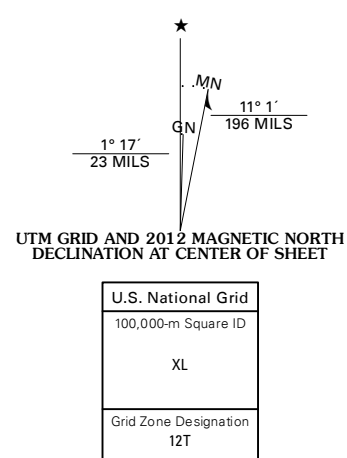 ★
MN
GN
11° 1´
196 MILS
1° 17´
23 MILS
UTM GRID AND 2012 MAGNETIC NORTH
DECLINATION AT CENTER OF SHEET
U.S. National Grid
100,000-m Square ID
XL
Grid Zone Designation
12T